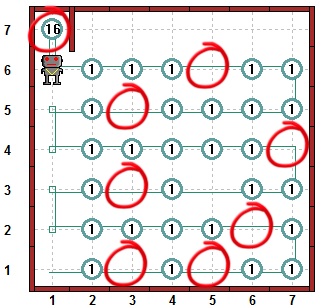 7 16
6 1 1 1 1 1
5 1 1 1 1 1
4 1 1 1 1 1
3 1 1 1 1
2 1 1 1 1 1
1 1 1 1 1
1 2 3 4 5 6 7